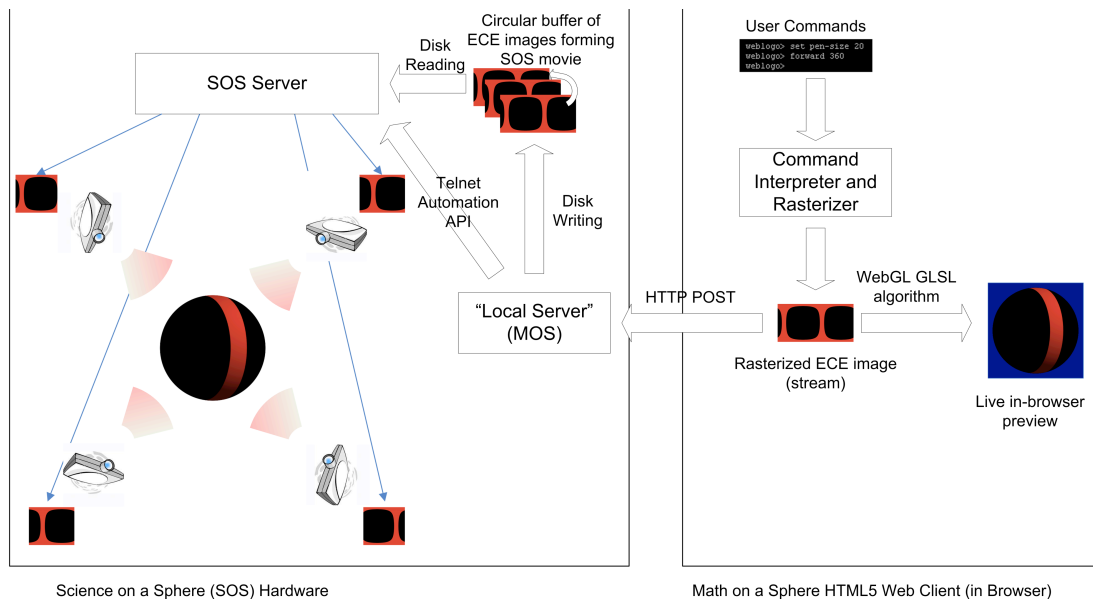 Circular buffer of
ECE images forming
SOS movie
Disk
Reading
SOS Server
Telnet
Automation
API
Disk
Writing
“Local Server”
(MOS)
HTTP POST
User Commands
weblogo> set pen-size 20
weblogo> forward 360
weblogo>
Command
Interpreter and
Rasterizer
WebGL GLSL
algorithm
Rasterized ECE image
(stream)
Live in-browser
preview
Science on a Sphere (SOS) Hardware
Math on a Sphere HTML5 Web Client (in Browser)